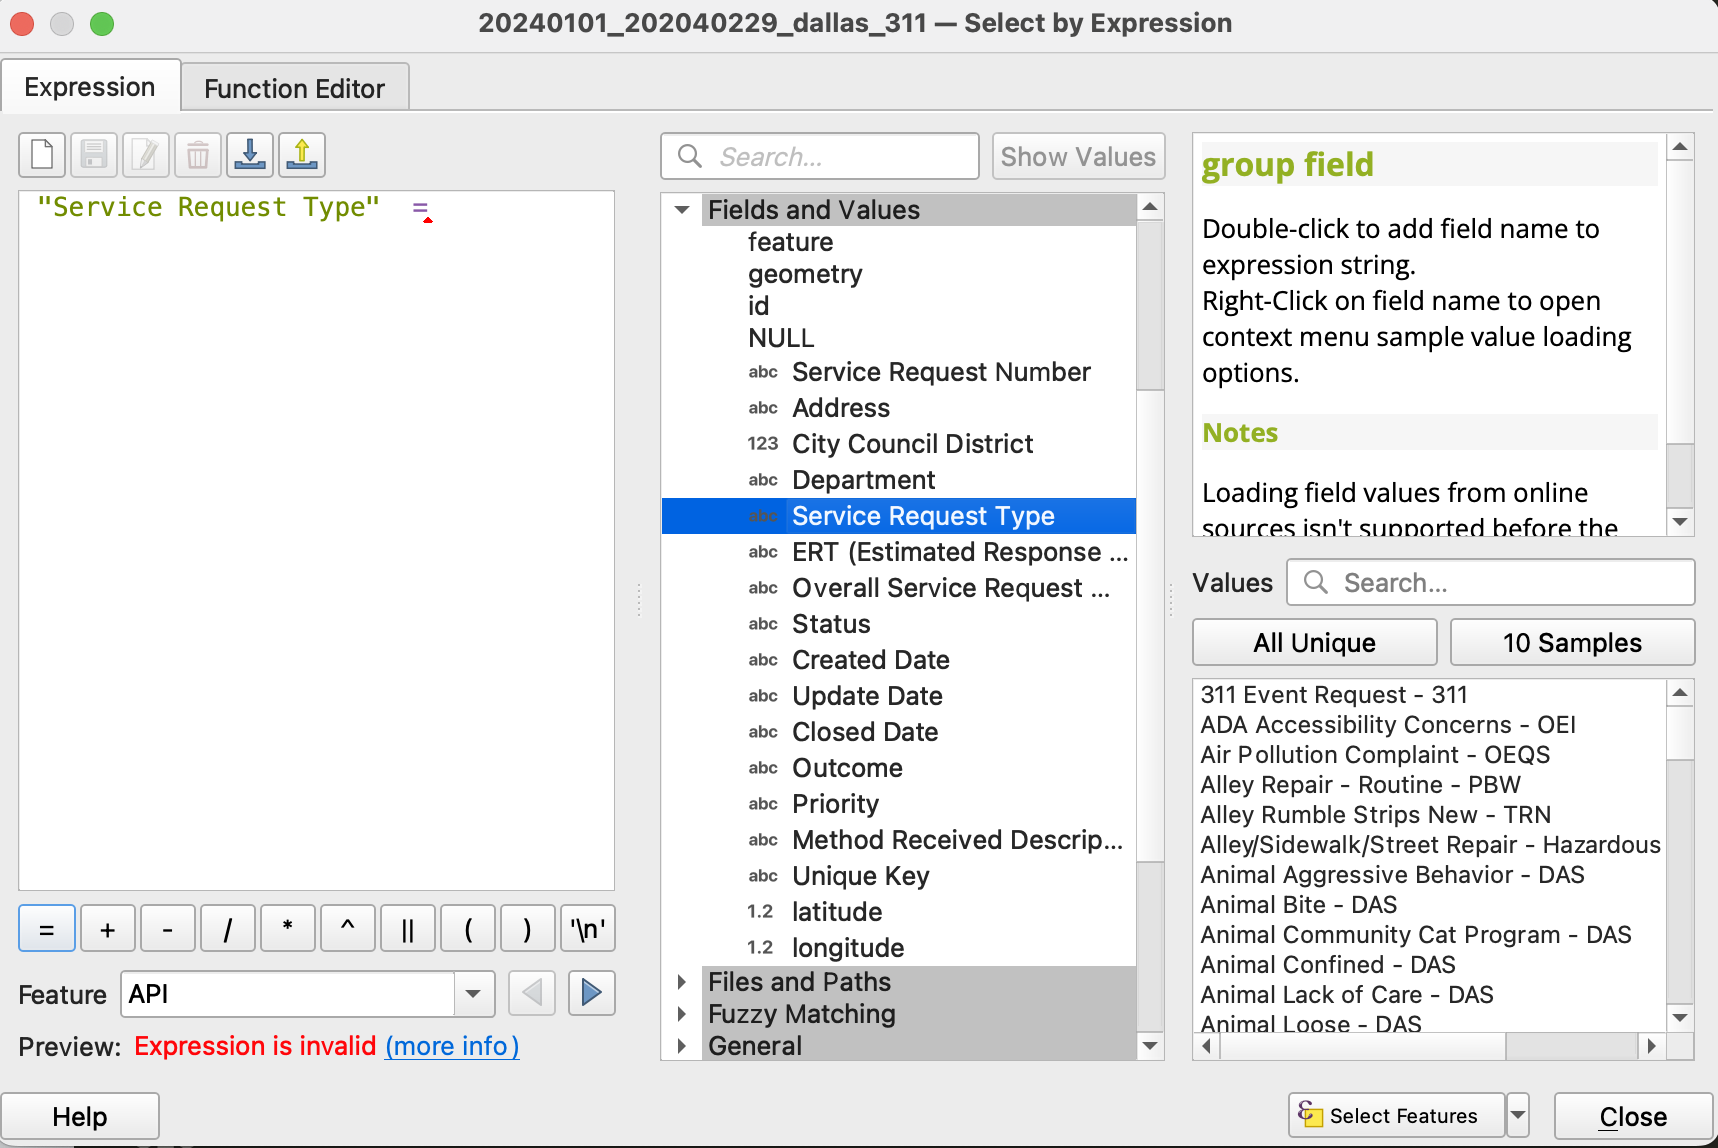 20240101_202040229_dallas_311 — Select by Expression
Expression
Function Editor
"Service Request Type" =
Search...
Show Values
Fields and Values
feature
geometry
id
NULL
abc Service Request Number
abc Address
123 City Council District
abc Department
abc Service Request Type
abc ERT (Estimated Response ...
abc Overall Service Request ...
abc Status
abc Created Date
abc Update Date
abc Closed Date
abc Outcome
abc Priority
abc Method Received Descrip...
abc Unique Key
1.2 latitude
1.2 longitude
Files and Paths
Fuzzy Matching
General
group field
Double-click to add field name to
expression string.
Right-Click on field name to open
context menu sample value loading
options.
Notes
Loading field values from online
sources isn't supported before the
Values
Search...
All Unique
10 Samples
311 Event Request - 311
ADA Accessibility Concerns - OEI
Air Pollution Complaint - OEQS
Alley Repair - Routine - PBW
Alley Rumble Strips New - TRN
Alley/Sidewalk/Street Repair - Hazardous
Animal Aggressive Behavior - DAS
Animal Bite - DAS
Animal Community Cat Program - DAS
Animal Confined - DAS
Animal Lack of Care - DAS
Animal Loose - DAS
= + - / * ^ || ( ) '\n'
Feature API
Preview: Expression is invalid (more info)
Help
Select Features
Close